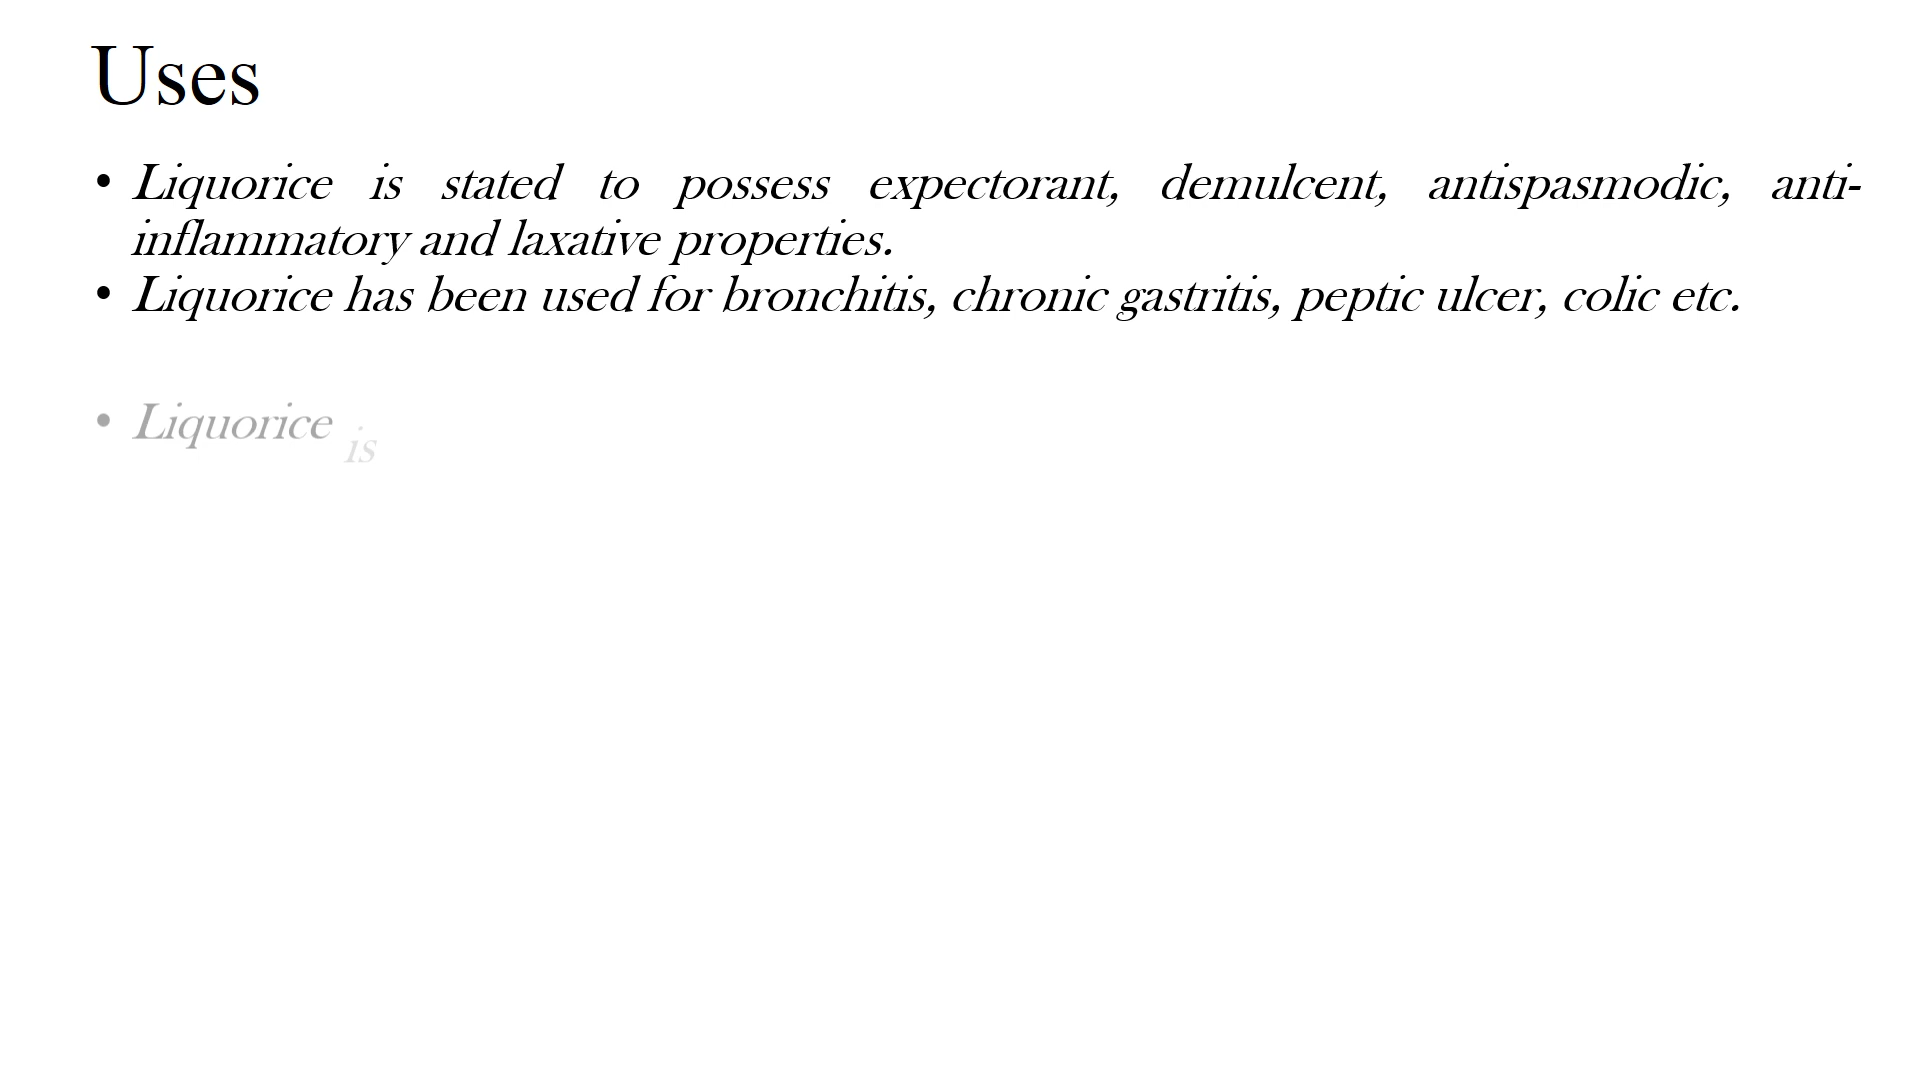 Uses
• Liquorice is stated to possess expectorant, demulcent, antispasmodic, anti-
inflammatory and laxative properties.
• Liquorice has been used for bronchitis, chronic gastritis, peptic ulcer, colic etc.
• Liquorice is